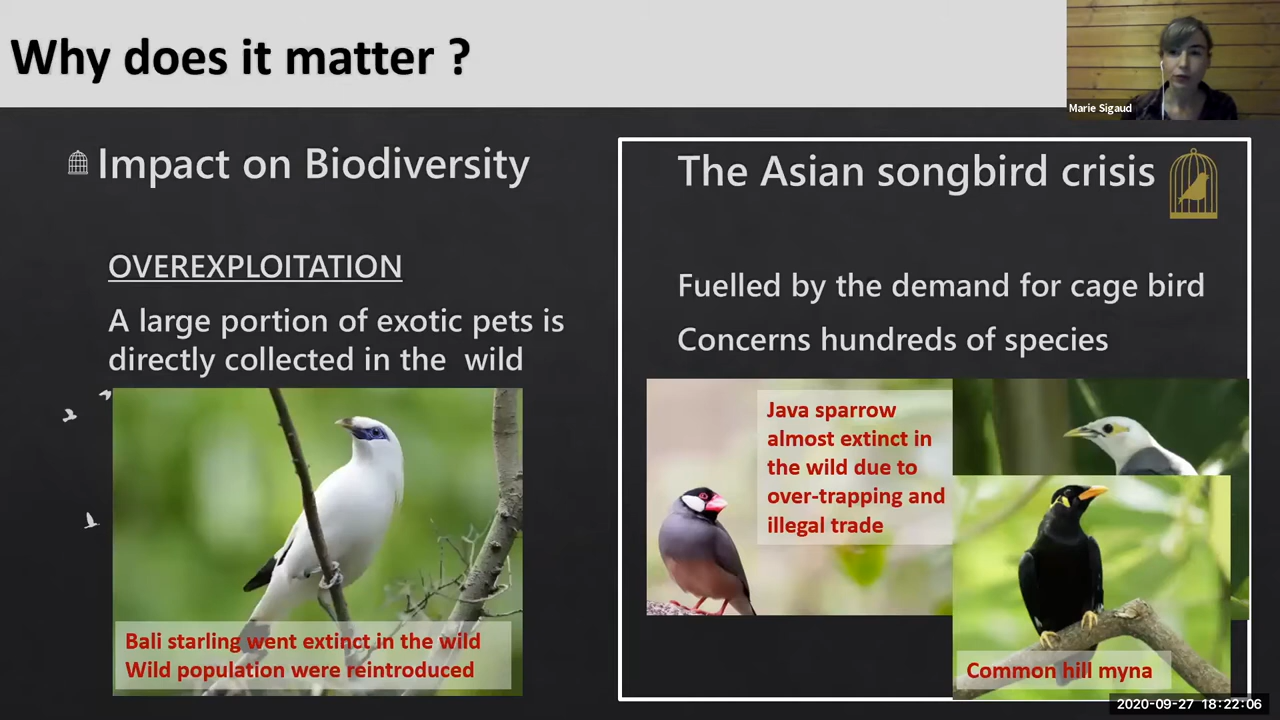 Why does it matter ?
Marie Sigaud
Impact on Biodiversity
OVEREXPLOITATION
A large portion of exotic pets is
directly collected in the wild
Bali starling went extinct in the wild
Wild population were reintroduced
The Asian songbird crisis
Fuelled by the demand for cage bird
Concerns hundreds of species
Java sparrow
almost extinct in
the wild due to
over-trapping and
illegal trade
Common hill myna
2020-09-27 18:22:06